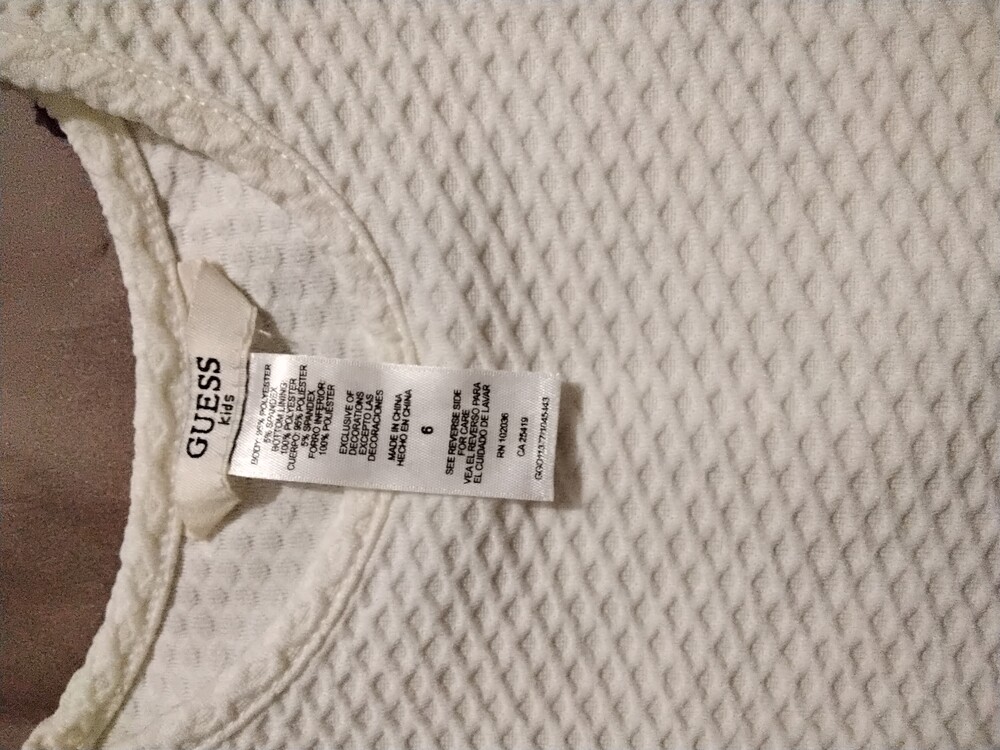 GUESS
kids
BODY: 95% POLYESTER
5% SPANDEX
BOTTOM LINING:
100% POLYESTER
CUERPO: 95% POLIÉSTER
5% SPANDEX
FORRO INFERIOR:
100% POLIÉSTER
EXCLUSIVE OF
DECORATIONS
EXCEPTO LAS
DECORACIONES
MADE IN CHINA
HECHO EN CHINA
6
SEE REVERSE SIDE
FOR CARE
VEA EL REVERSO PARA
EL CUIDADO DE LAVAR
RN 102036
CA 25419